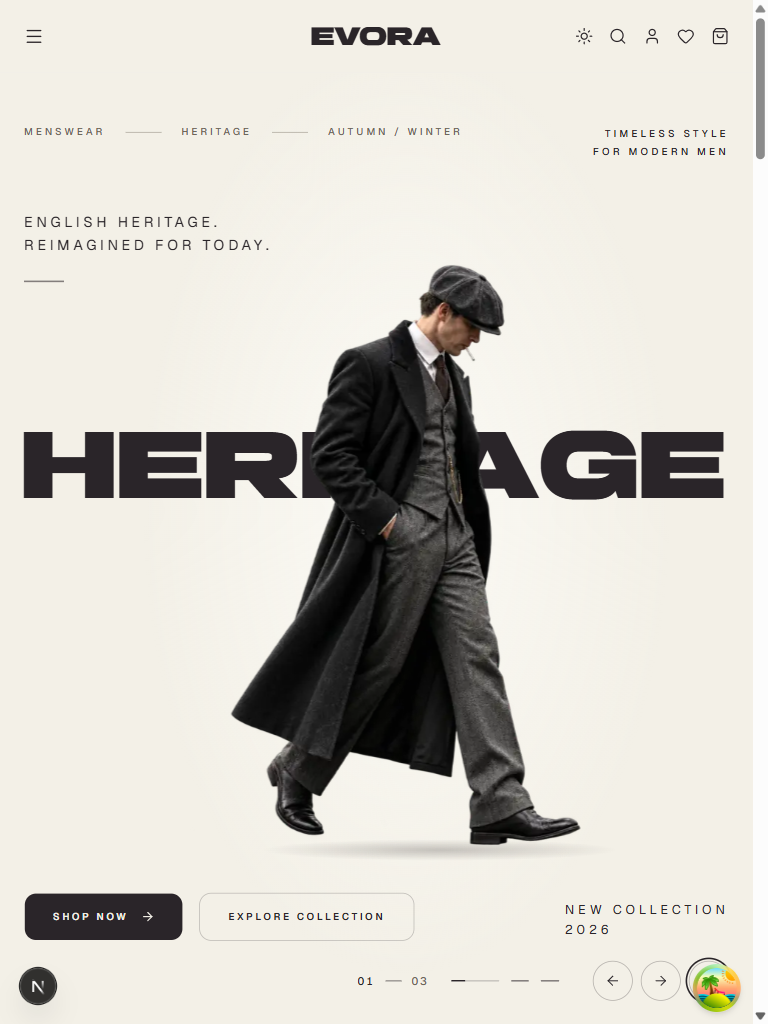 EVORA
MENSWEAR HERITAGE AUTUMN / WINTER
TIMELESS STYLE
FOR MODERN MEN
ENGLISH HERITAGE.
REIMAGINED FOR TODAY.
HERITAGE
SHOP NOW
EXPLORE COLLECTION
NEW COLLECTION
2026
N
01 — 03